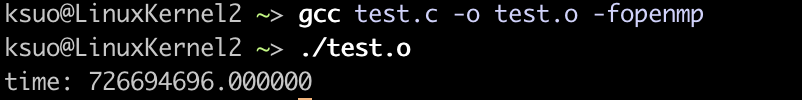 ksuo@LinuxKernel2 ~> gcc test.c -o test.o -fopenmp
ksuo@LinuxKernel2 ~> ./test.o
time: 726694696.000000